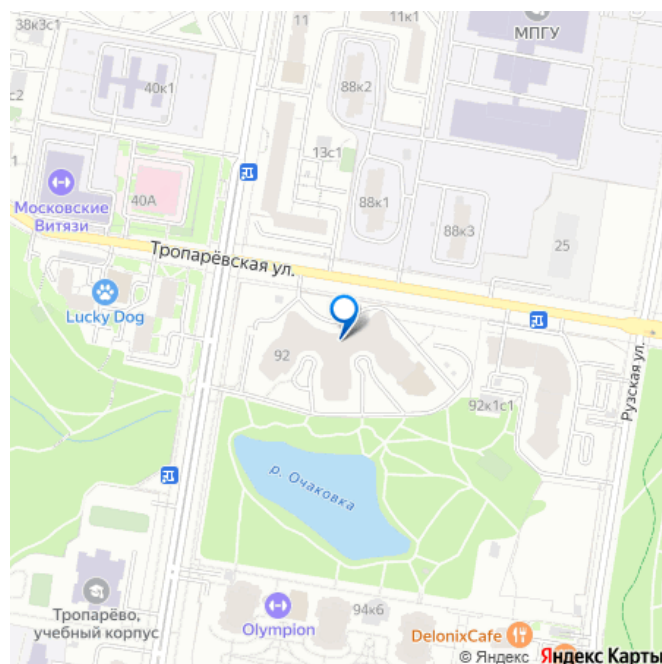 38к3с1
11
11к1
МПГУ
40к1
88к2
с2
13с1
1
Московские
Витязи
40А
88к1
88к3
25
Тропарёвская ул.
Lucky Dog
92
92к1с1
Рузская ул.
р. Очаковка
Тропарёво,
учебный корпус
Olympion
94к6
DelonixCafe
© Яндекс Яндекс Карты